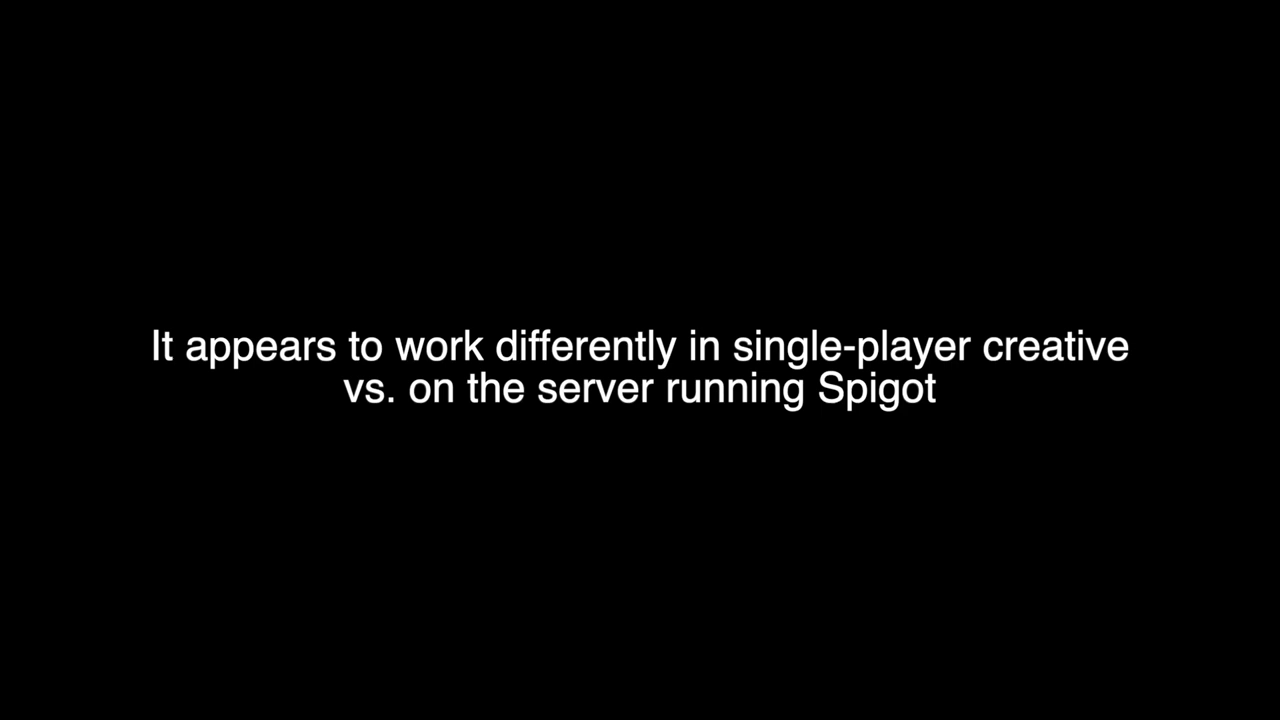 It appears to work differently in single-player creative
vs. on the server running Spigot